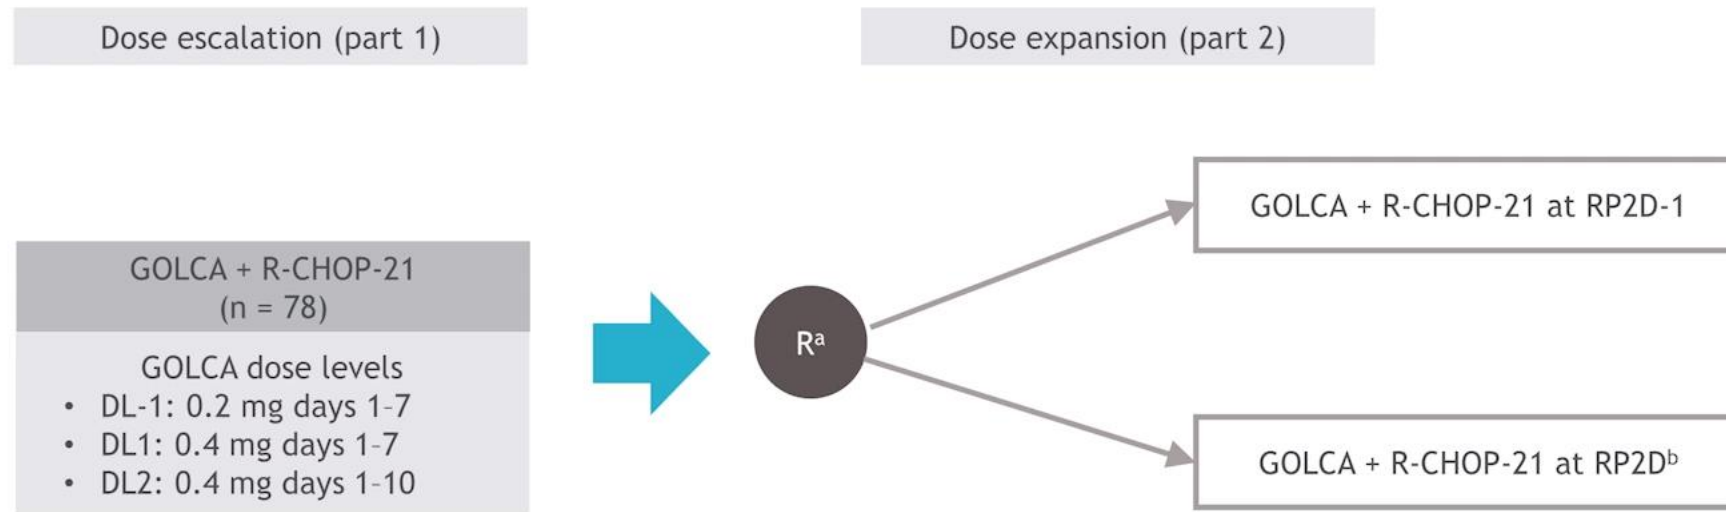 Dose escalation (part 1)
Dose expansion (part 2)
GOLCA + R-CHOP-21
(n = 78)
GOLCA dose levels
• DL-1: 0.2 mg days 1–7
• DL1: 0.4 mg days 1–7
• DL2: 0.4 mg days 1–10
Rᵃ
GOLCA + R-CHOP-21 at RP2D-1
GOLCA + R-CHOP-21 at RP2Dᵇ